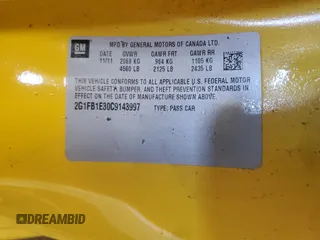 GM
MFD BY GENERAL MOTORS OF CANADA LTD.
DATE GVWR GAWR FRT GAWR RR
11/11 2069 KG 964 KG 1105 KG
4560 LB 2125 LB 2435 LB
THIS VEHICLE CONFORMS TO ALL APPLICABLE U.S. FEDERAL MOTOR
VEHICLE SAFETY, BUMPER, AND THEFT PREVENTION STANDARDS IN
EFFECT ON THE DATE OF MANUFACTURE SHOWN ABOVE.
2G1FB1E30C9143997 TYPE: PASS CAR
DREAMBID